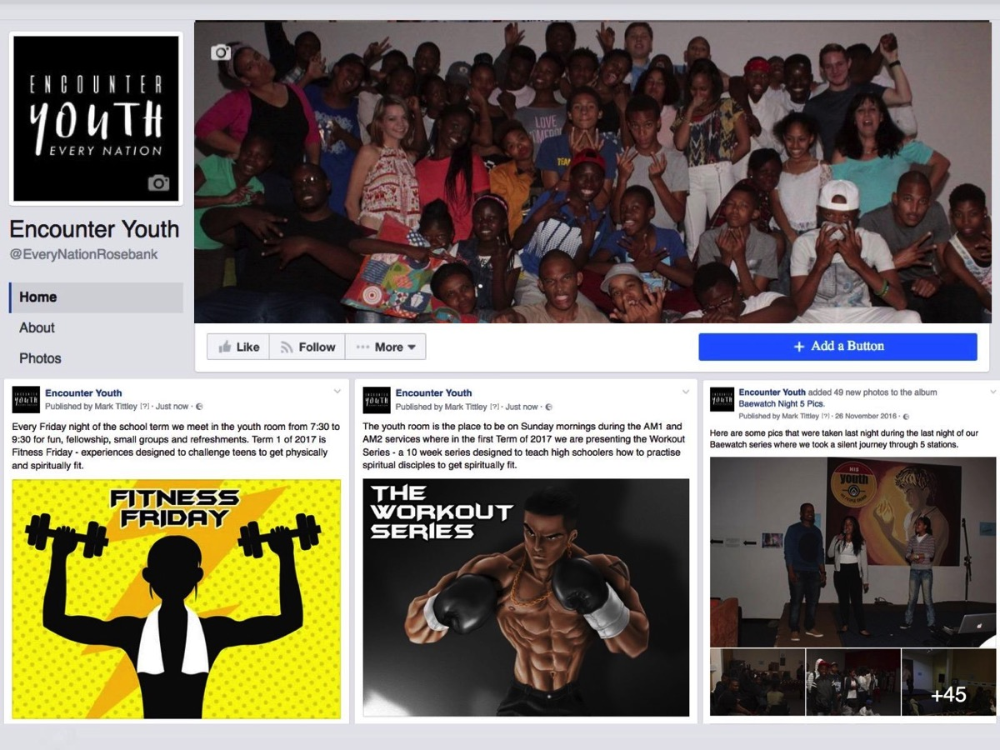 ENCOUNTER
YOUTH
EVERY NATION
Encounter Youth
@EveryNationRosebank
Home
About
Photos
LOVE
TEA
Like
Follow
More
+ Add a Button
Encounter Youth
Published by Mark Tittley [?] · Just now ·
Every Friday night of the school term we meet in the youth room from 7:30 to
9:30 for fun, fellowship, small groups and refreshments. Term 1 of 2017 is
Fitness Friday - experiences designed to challenge teens to get physically
and spiritually fit.
FITNESS
FRIDAY
Encounter Youth
Published by Mark Tittley [?] · Just now ·
The youth room is the place to be on Sunday mornings during the AM1 and
AM2 services where in the first Term of 2017 we are presenting the Workout
Series - a 10 week series designed to teach high schoolers how to practise
spiritual disciples to get spiritually fit.
THE
WORKOUT
SERIES
Encounter Youth added 49 new photos to the album
Baewatch Night 5 Pics.
Published by Mark Tittley [?] · 26 November 2016 ·
Here are some pics that were taken last night during the last night of our
Baewatch series where we took a silent journey through 5 stations.
HIS
youth
+45